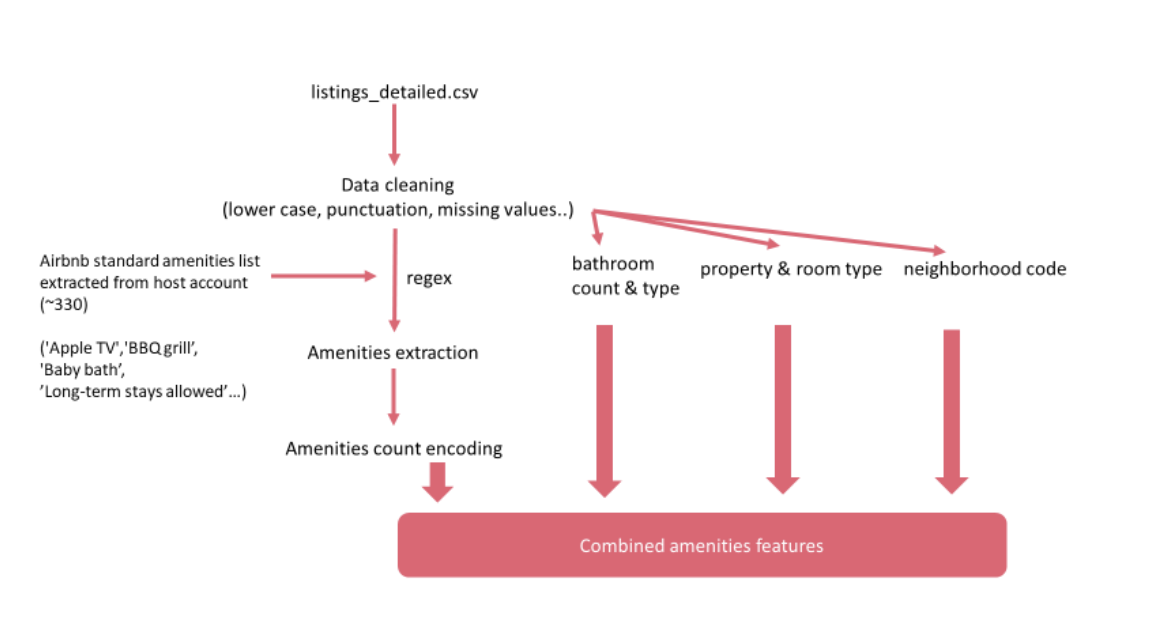 listings_detailed.csv
Data cleaning
(lower case, punctuation, missing values..)
Airbnb standard amenities list
extracted from host account
(~330)
('Apple TV','BBQ grill’,
'Baby bath’,
’Long-term stays allowed’…)
regex
bathroom
count & type
property & room type
neighborhood code
Amenities extraction
Amenities count encoding
Combined amenities features